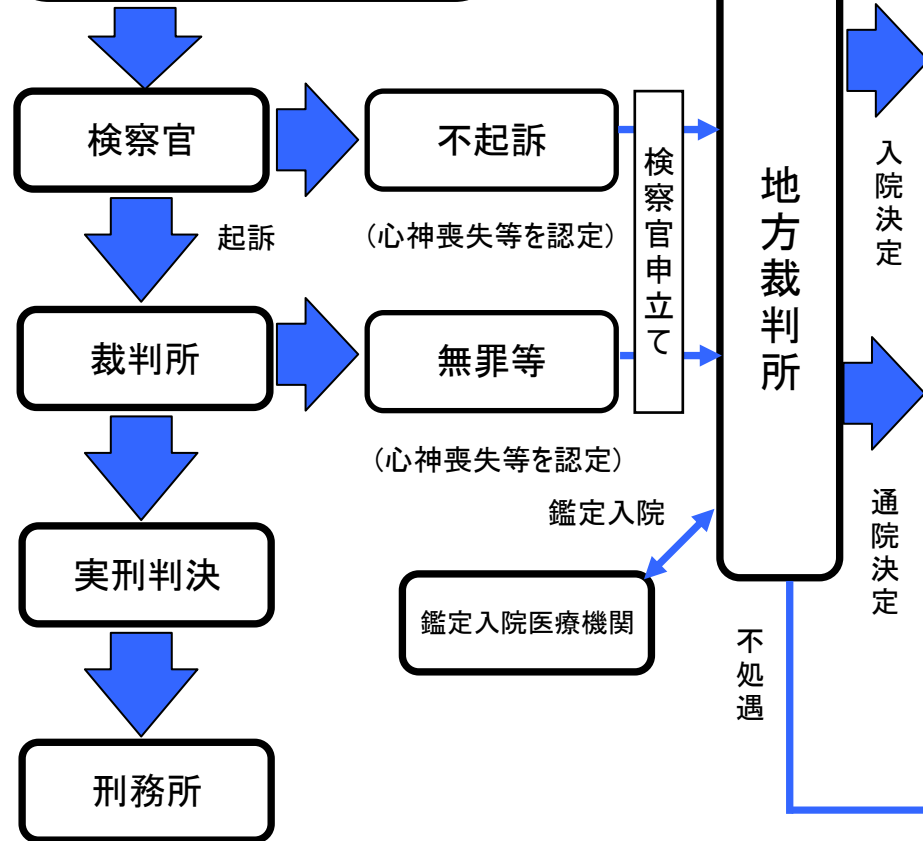 検察官
不起訴
検察官申立て
地方裁判所
入院決定
起訴
（心神喪失等を認定）
裁判所
無罪等
（心神喪失等を認定）
通院決定
鑑定入院
実刑判決
鑑定入院医療機関
不処遇
刑務所